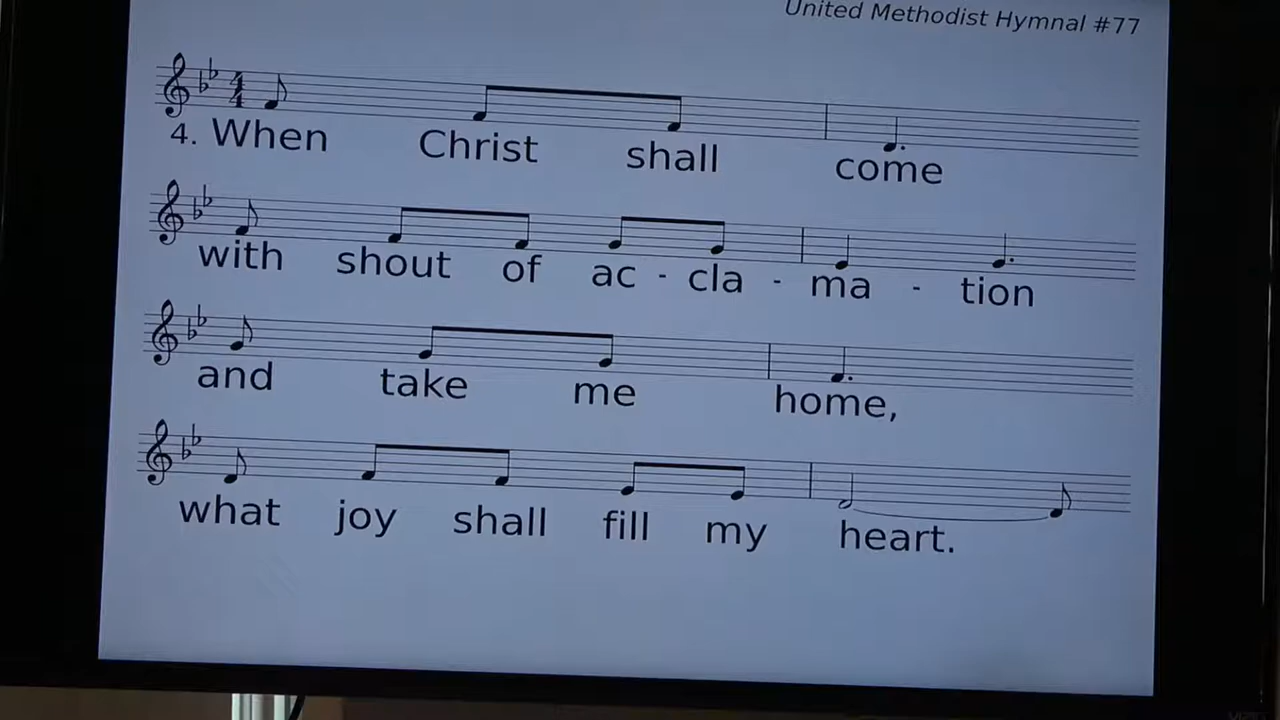 United Methodist Hymnal #77
4. When Christ shall come
with shout of ac - cla - ma - tion
and take me home,
what joy shall fill my heart.